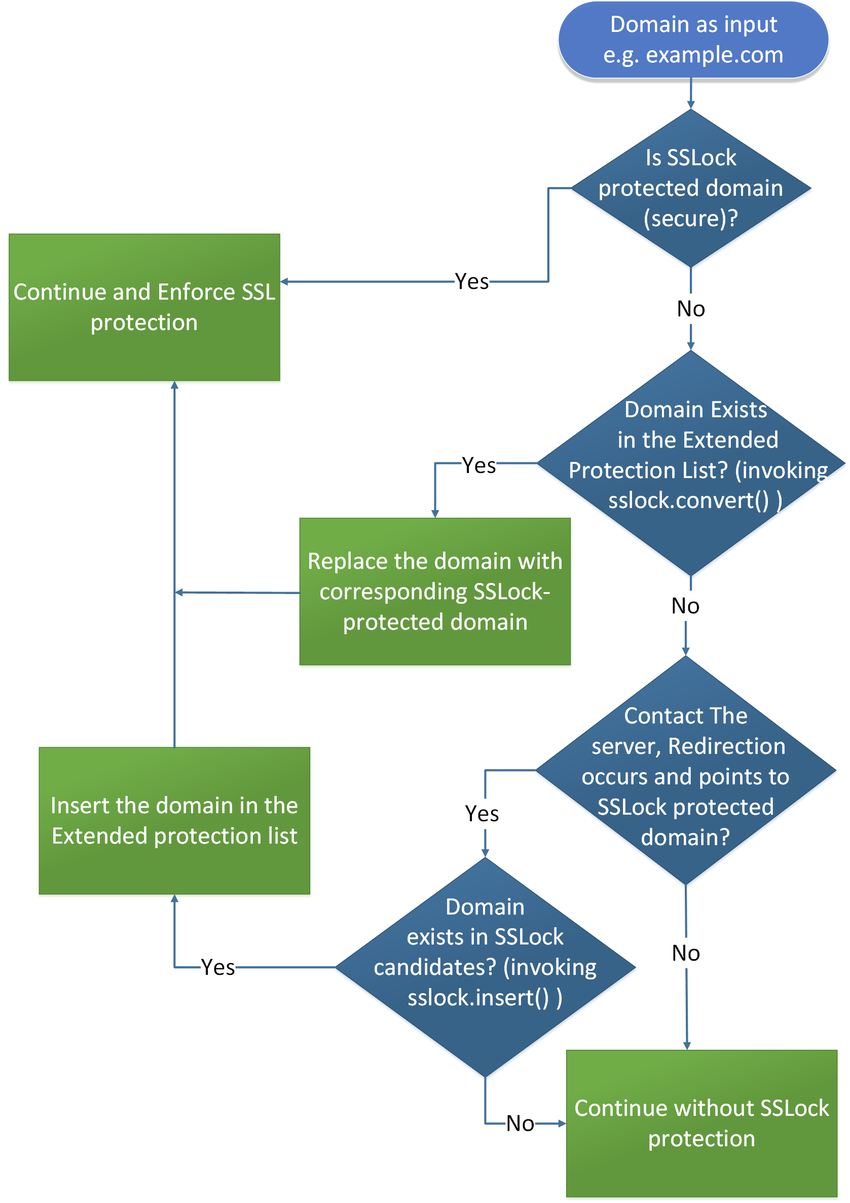 Domain as input
e.g. example.com
Is SSLock
protected domain
(secure)?
Yes
Continue and Enforce SSL
protection
No
Domain Exists
in the Extended
Protection List? (invoking
sslock.convert() )
Yes
Replace the domain with
corresponding SSLock-
protected domain
No
Contact The
server, Redirection
occurs and points to
SSLock protected
domain?
Yes
Insert the domain in the
Extended protection list
Domain
exists in SSLock
candidates? (invoking
sslock.insert() )
Yes
No
No
Continue without SSLock
protection